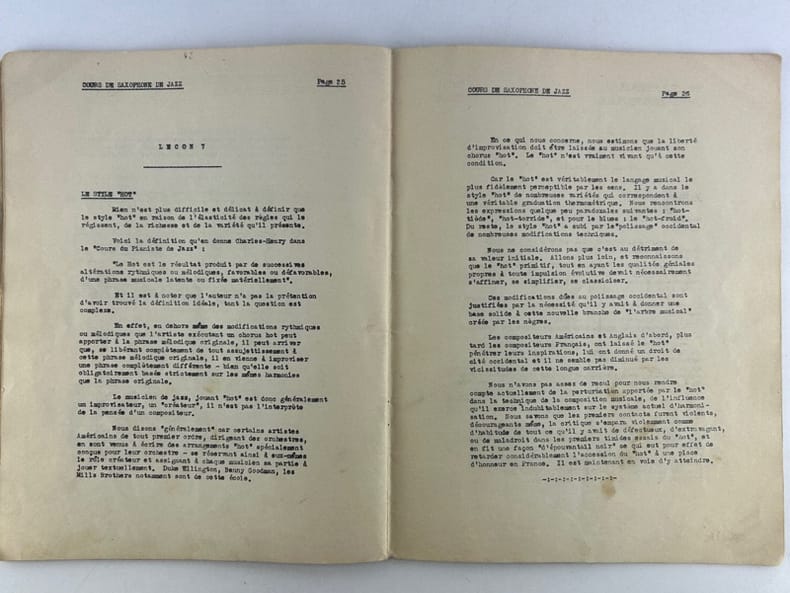 COURS DE SAXOPHONE DE JAZZ
Page 25
LECON 7
LE STYLE "HOT"
Rien n'est plus difficile et délicat à définir que
le style "hot" en raison de l'élasticité des règles qui le
régissent, de la richesse et de la variété qu'il présente.
Voici la définition qu'en donne Charles-Henry dans
le "Cours du Pianiste de Jazz" :
"Le Hot est le résultat produit par de successives
altérations rythmiques ou mélodiques, favorables ou défavorables,
d'une phrase musicale latente ou fixée matériellement".
Et il est à noter que l'auteur n'a pas la prétention
d'avoir trouvé la définition idéale, tant la question est
complexe.
En effet, en dehors même des modifications rythmiques
ou mélodiques que l'artiste exécutant un chorus hot peut
apporter à la phrase mélodique originale, il peut arriver
que, se libérant complètement de tout assujettissement à
cette phrase mélodique originale, il en vienne à improviser
une phrase complètement différente - bien qu'elle soit
obligatoirement basée strictement sur les mêmes harmonies
que la phrase originale.
Le musicien de jazz, jouant "hot" est donc généralement
un improvisateur, un "créateur", il n'est pas l'interprète
de la pensée d'un compositeur.
Nous disons "généralement" car certains artistes
Américains de tout premier ordre, dirigeant des orchestres,
en sont venus à écrire des arrangements "hot" spécialement
conçus pour leur orchestre - se réservant ainsi à eux-mêmes
le rôle créateur et assignant à chaque musicien sa partie à
jouer textuellement. Duke Ellington, Benny Goodman, les
Mills Brothers notamment sont de cette école.
COURS DE SAXOPHONE DE JAZZ
Page 26
En ce qui nous concerne, nous estimons que la liberté
d'improvisation doit être laissée au musicien jouant son
chorus "hot". Le "hot" n'est vraiment vivant qu'à cette
condition.
Car le "hot" est véritablement le langage musical le
plus fidèlement perceptible par les sens. Il y a dans le
style "hot" de nombreuses variétés qui correspondent à
une véritable graduation thermométrique. Nous rencontrons
les expressions quelque peu paradoxales suivantes : "hot-
tiède", "hot-torride", et pour le blues : le "hot-froid".
Du reste, le style "hot" a subi par le"polissage" occidental
de nombreuses modifications techniques.
Nous ne considérons pas que c'est au détriment de
sa valeur initiale. Allons plus loin, et reconnaissons
que le "hot" primitif, tout en ayant les qualités géniales
propres à toute impulsion évolutive devait nécessairement
s'affiner, se simplifier, se classiciser.
Ces modifications dûes au polissage occidental sont
justifiées par la nécessité qu'il y avait à donner une
base solide à cette nouvelle branche de "l'arbre musical"
créée par les nègres.
Les compositeurs Américains et Anglais d'abord, plus
tard les compositeurs Français, ont laissé le "hot"
pénétrer leurs inspirations, lui ont donné un droit de
cité occidental et il ne semble pas diminué par les
vicissitudes de cette longue carrière.
Nous n'avons pas assez de recul pour nous rendre
compte actuellement de la perturbation apportée par le "hot"
dans la technique de la composition musicale, de l'influence
qu'il exerce indubitablement sur le système actuel d'harmoni-
sation. Nous savons que les premiers contacts furent violents,
décourageants même, la critique s'empara violemment comme
d'habitude de tout ce qu'il y avait de défectueux, d'extravagant,
ou de maladroit dans les premiers timides essais du "hot", et
en fit une façon "d'épouvantail noir" ce qui eut pour effet de
retarder considérablement l'accession du "hot" à une place
d'honneur en France. Il est maintenant en voie d'y atteindre.
-:-:-:-:-:-:-:-:-